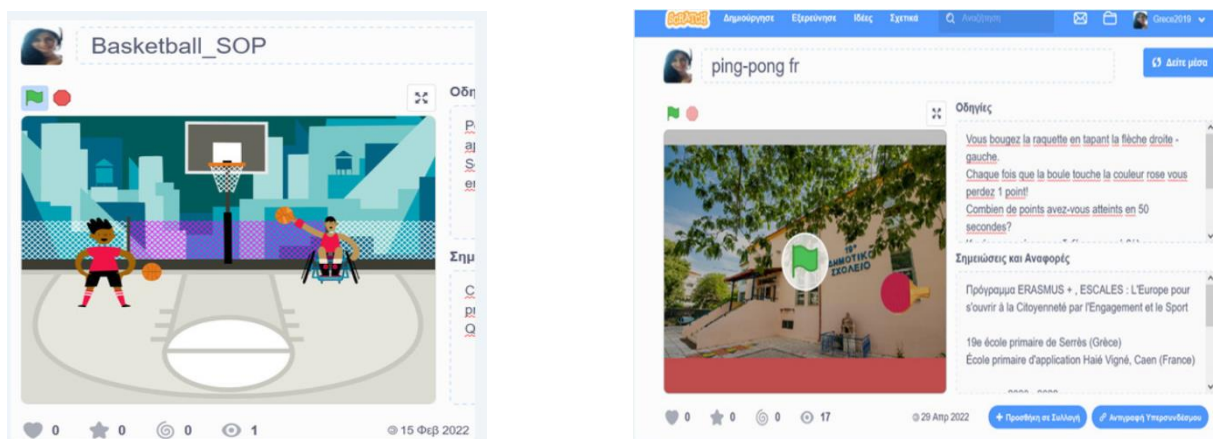 Basketball_SOP
Οδη
Σημ
0
0
0
1
15 Φεβ 2022
SCRATCH
Δημιούργησε
Εξερεύνησε
Ιδέες
Σχετικά
Αναζήτηση
Grece2019
ping-pong fr
Δείτε μέσα
Οδηγίες
Vous bougez la raquette en tapant la flèche droite -
gauche.
Chaque fois que la boule touche la couleur rose vous
perdez 1 point!
Combien de points avez-vous atteints en 50
secondes?
19°
ΔΗΜΟΤΙΚΟ
ΣΧΟΛΕΙΟ
Σημειώσεις και Αναφορές
Πρόγραμμα ERASMUS + , ESCALES : L'Europe pour
s'ouvrir à la Citoyenneté par l'Engagement et le Sport
19e école primaire de Serrès (Grèce)
École primaire d'application Haié Vigné, Caen (France)
0
0
0
17
29 Απρ 2022
+ Προσθήκη σε Συλλογή
Αντιγραφή Υπερσυνδέσμου